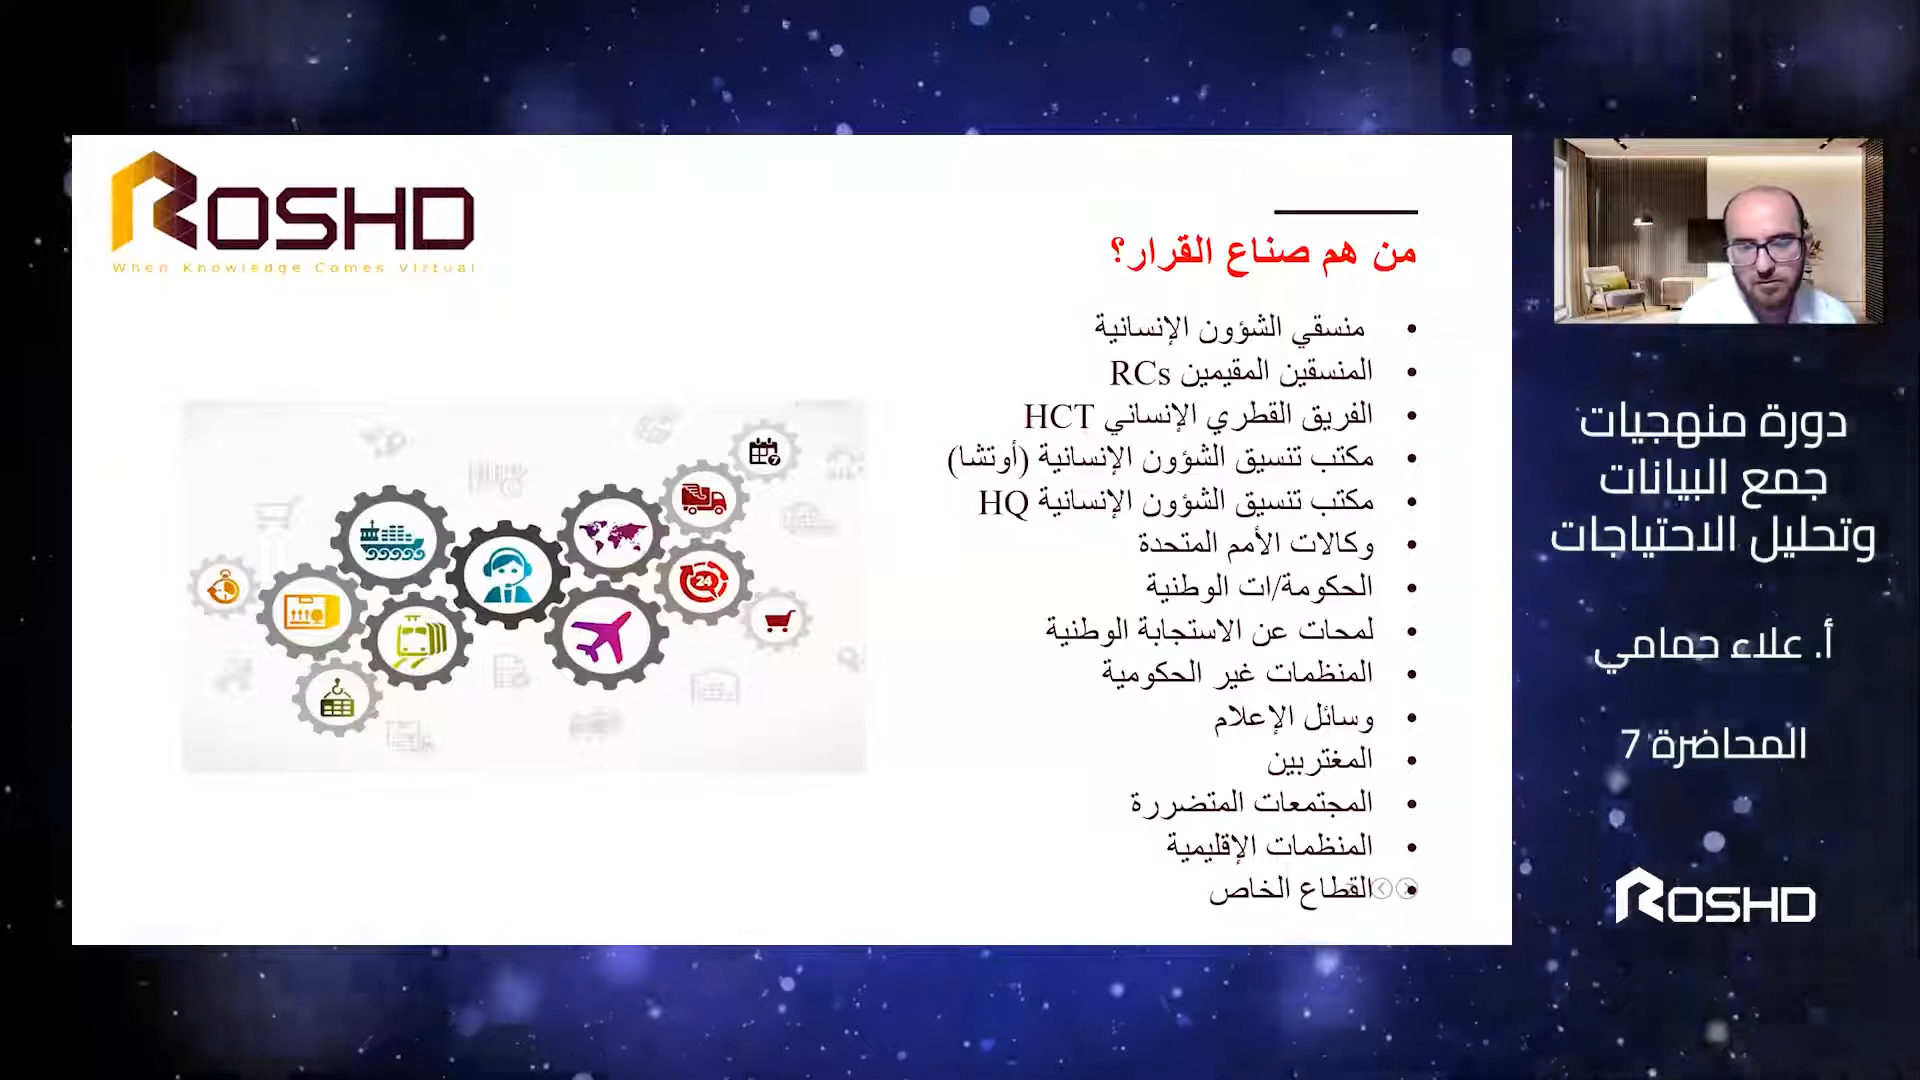 ROSHD
When Knowledge Comes Virtual
من هم صناع القرار؟
• منسقي الشؤون الإنسانية
• المنسقين المقيمين RCs
• الفريق القطري الإنساني HCT
• مكتب تنسيق الشؤون الإنسانية (أوتشا)
• مكتب تنسيق الشؤون الإنسانية HQ
• وكالات الأمم المتحدة
• الحكومة/ات الوطنية
• لمحات عن الاستجابة الوطنية
• المنظمات غير الحكومية
• وسائل الإعلام
• المغتربين
• المجتمعات المتضررة
• المنظمات الإقليمية
• القطاع الخاص
7
24
دورة منهجيات
جمع البيانات
وتحليل الاحتياجات
أ. علاء حمامي
المحاضرة 7
ROSHD